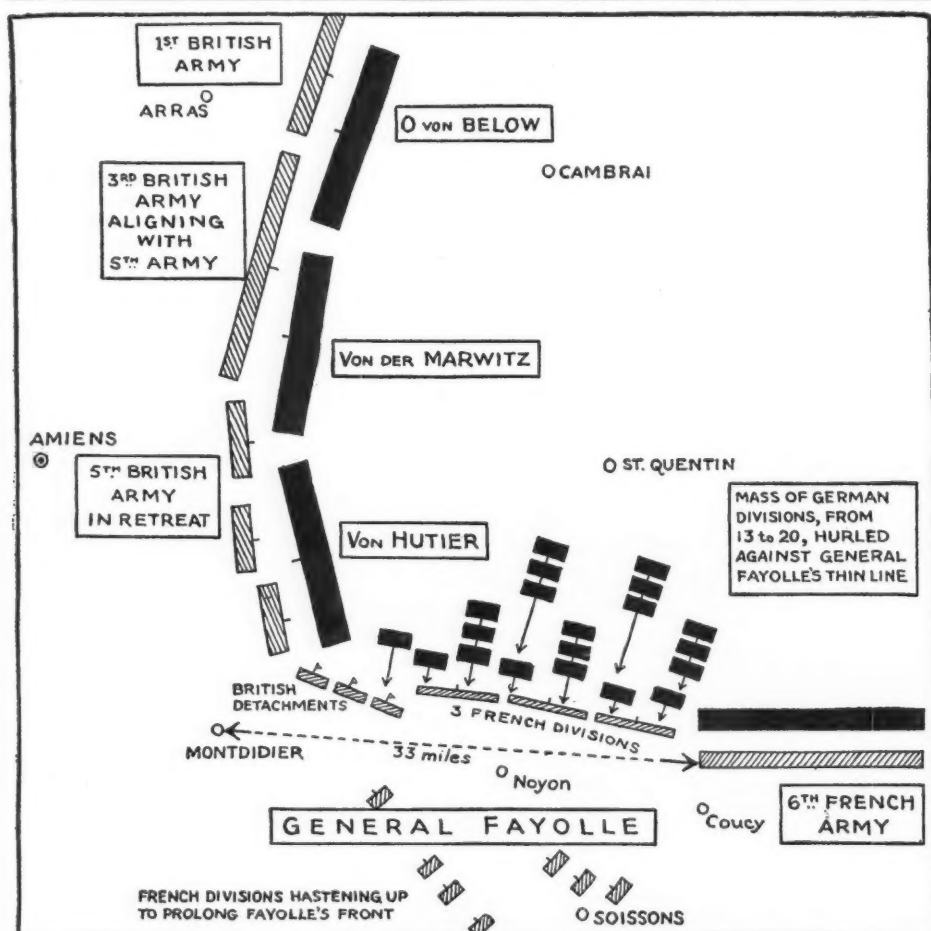 1ST BRITISH
ARMY
ARRAS
O VON BELOW
CAMBRAI
3RD BRITISH
ARMY
ALIGNING
WITH
5TH ARMY
VON DER MARWITZ
AMIENS
5TH BRITISH
ARMY
IN RETREAT
ST. QUENTIN
VON HUTIER
MASS OF GERMAN
DIVISIONS, FROM
13 to 20, HURLED
AGAINST GENERAL
FAYOLLE'S THIN LINE
BRITISH
DETACHMENTS
3 FRENCH DIVISIONS
MONTDIDIER
33 miles
Noyon
Coucy
6TH FRENCH
ARMY
GENERAL FAYOLLE
FRENCH DIVISIONS HASTENING UP
TO PROLONG FAYOLLE'S FRONT
SOISSONS